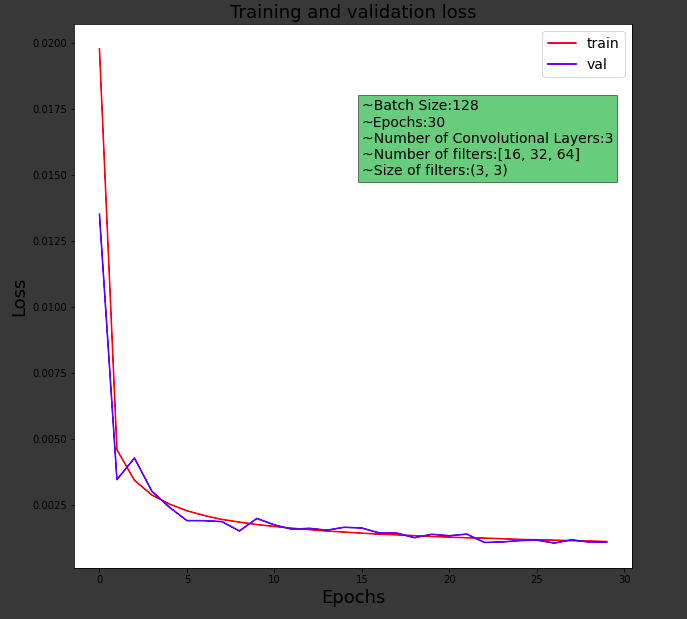 Training and validation loss
0.0200
0.0175
0.0150
0.0125
0.0100
0.0075
0.0050
0.0025
Loss
train
val
~Batch Size:128
~Epochs:30
~Number of Convolutional Layers:3
~Number of filters:[16, 32, 64]
~Size of filters:(3, 3)
0 5 10 15 20 25 30
Epochs